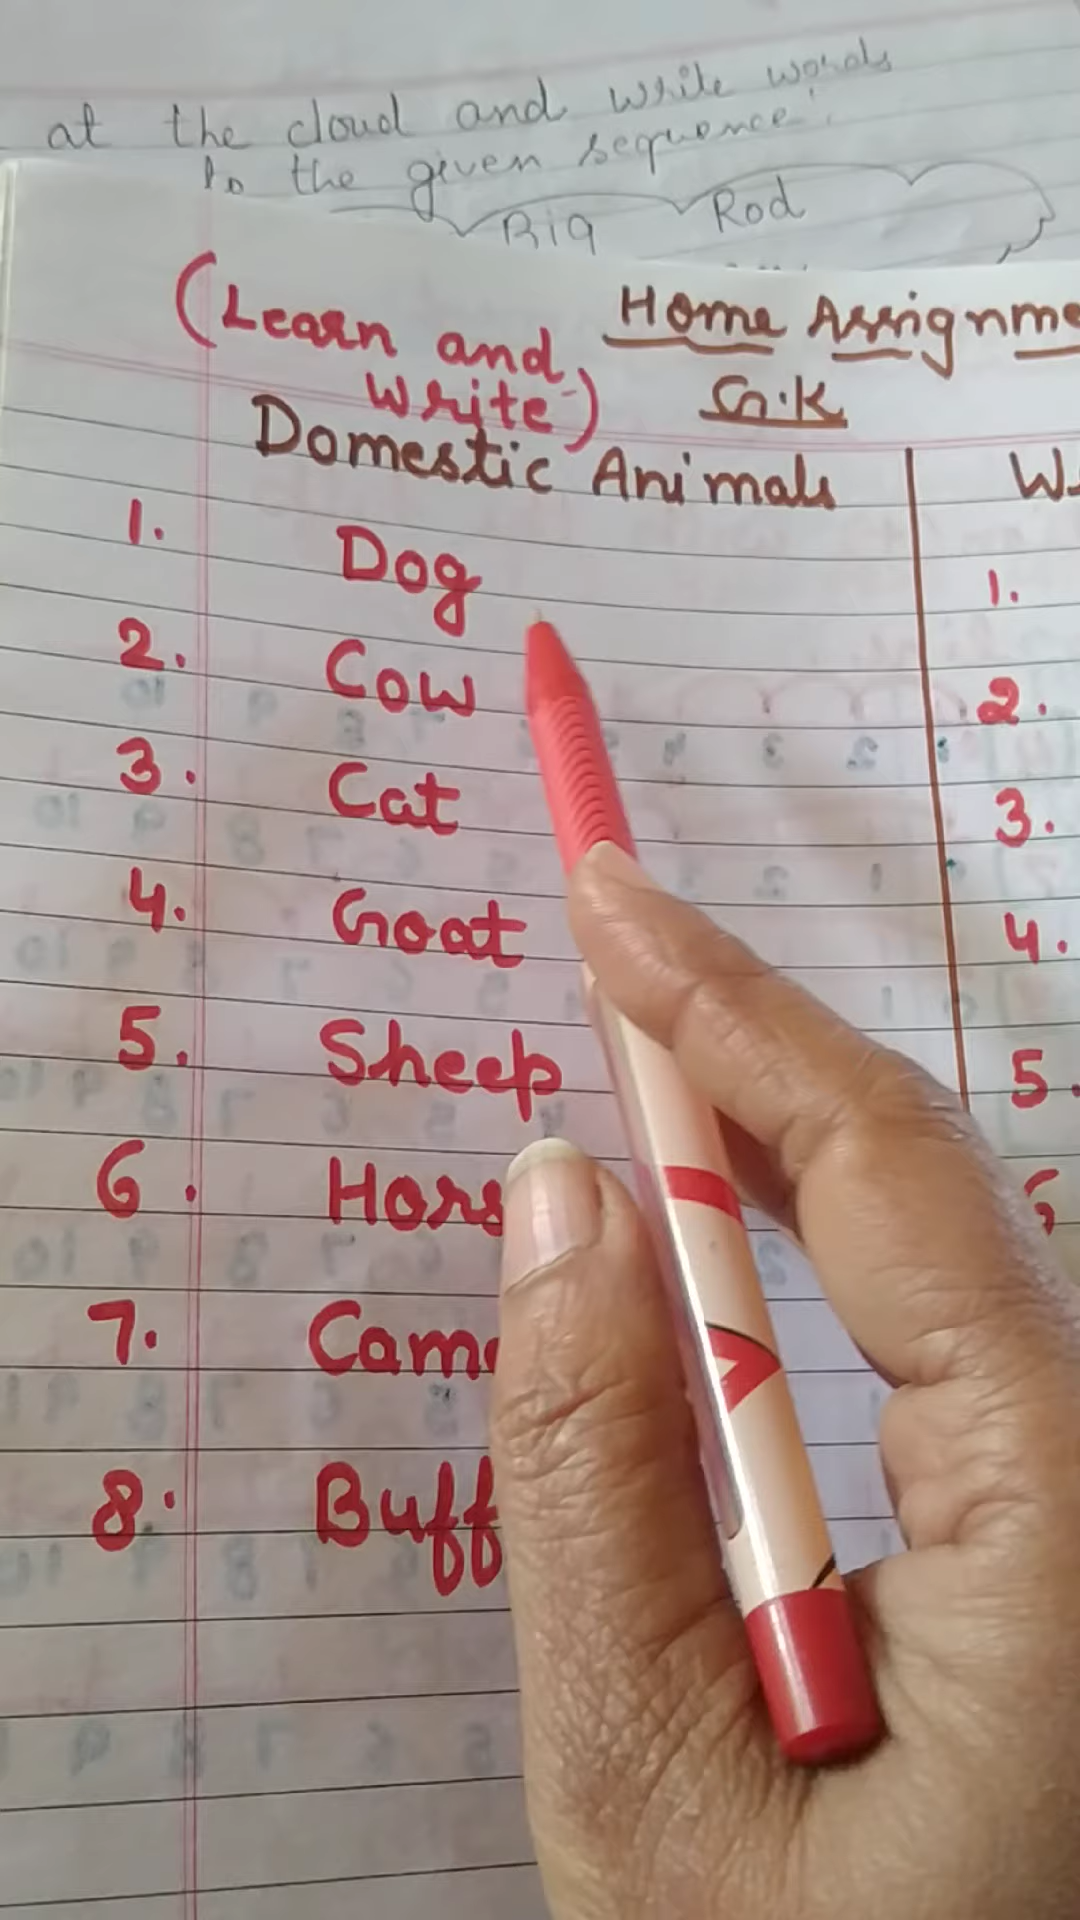 at the cloud and write words
to the given sequence.
Big Rod
(Learn and Write)
Home Assignme
G.K
Domestic Animals
W
1. Dog
2. Cow
3. Cat
4. Goat
5. Sheep
6. Hors
7. Came
8. Buff
1.
2.
3.
4.
5.
6